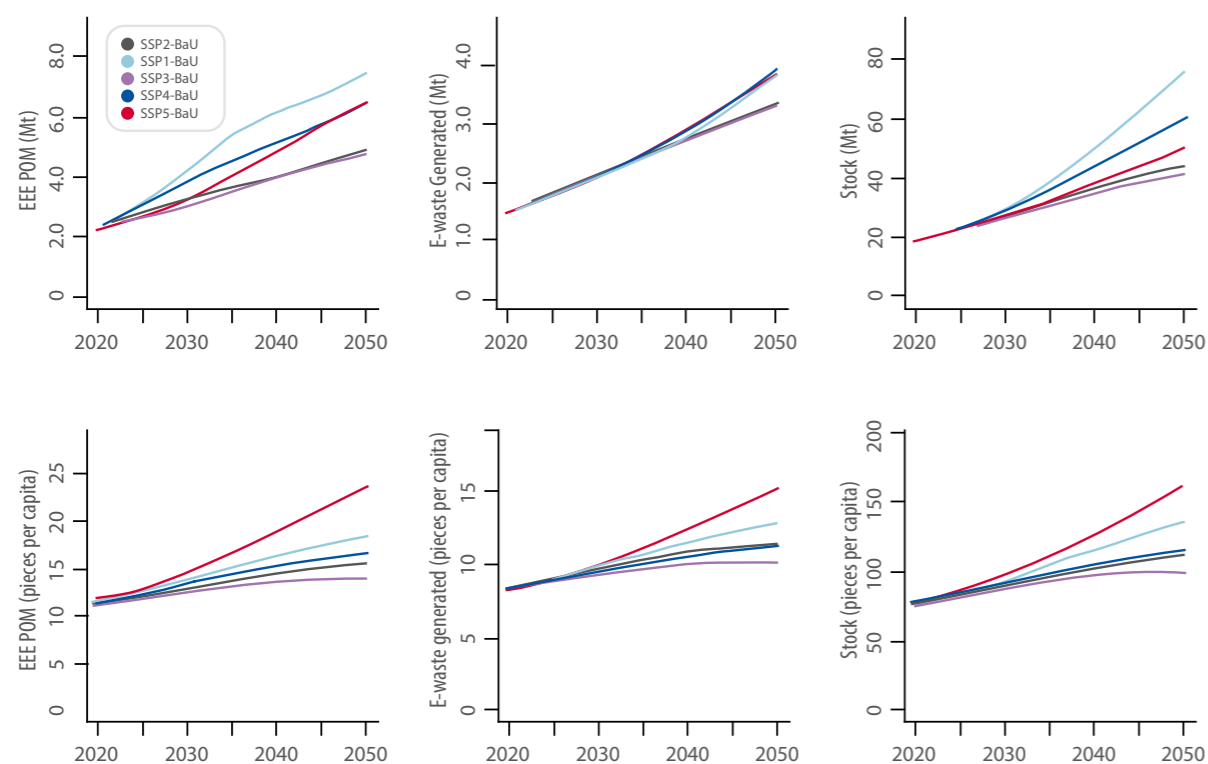 EEE POM (Mt)
8.0
6.0
4.0
2.0
0
SSP2-BaU
SSP1-BaU
SSP3-BaU
SSP4-BaU
SSP5-BaU
2020 2030 2040 2050
E-waste Generated (Mt)
4.0
3.0
2.0
1.0
0
2020 2030 2040 2050
Stock (Mt)
80
60
40
20
0
2020 2030 2040 2050
EEE POM (pieces per capita)
25
20
15
10
5
0
2020 2030 2040 2050
E-waste generated (pieces per capita)
15
10
5
0
2020 2030 2040 2050
Stock (pieces per capita)
200
150
100
50
0
2020 2030 2040 2050